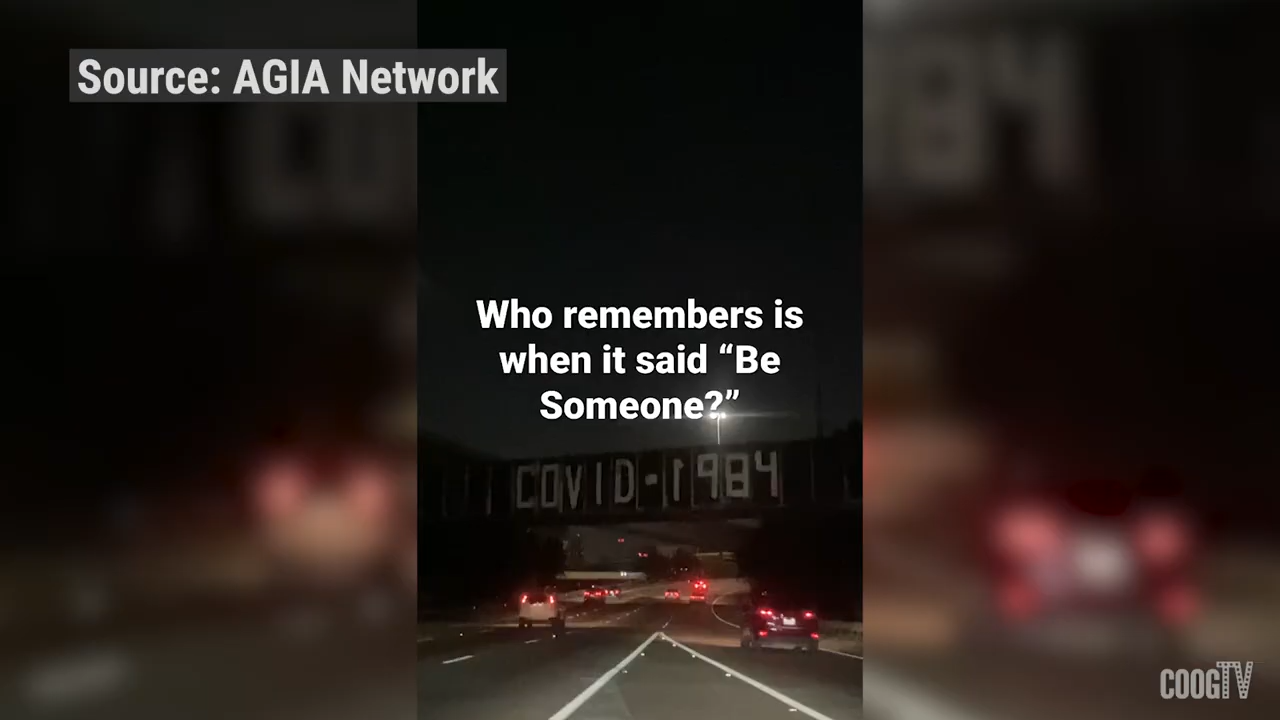 Source: AGIA Network
Who remembers is
when it said “Be
Someone?”
COVID-1984
COOGTV